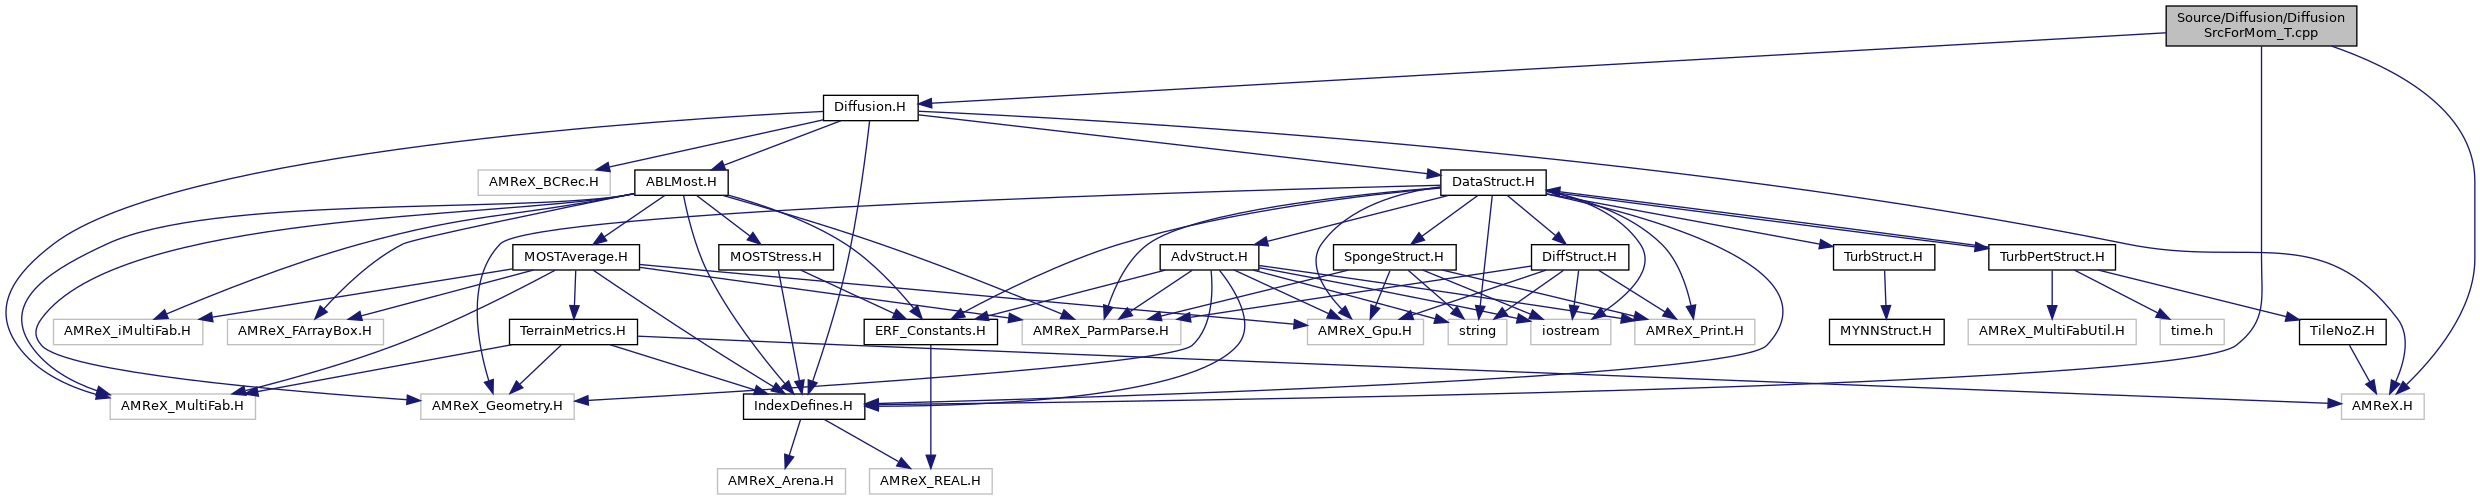 Source/Diffusion/Diffusion
SrcForMom_T.cpp
Diffusion.H
AMReX_BCRec.H
ABLMost.H
DataStruct.H
MOSTAverage.H
MOSTStress.H
AdvStruct.H
SpongeStruct.H
DiffStruct.H
TurbStruct.H
TurbPertStruct.H
AMReX_iMultiFab.H
AMReX_FArrayBox.H
TerrainMetrics.H
ERF_Constants.H
AMReX_ParmParse.H
AMReX_Gpu.H
string
iostream
AMReX_Print.H
MYNNStruct.H
AMReX_MultiFabUtil.H
time.h
TileNoZ.H
AMReX_MultiFab.H
AMReX_Geometry.H
IndexDefines.H
AMReX.H
AMReX_Arena.H
AMReX_REAL.H